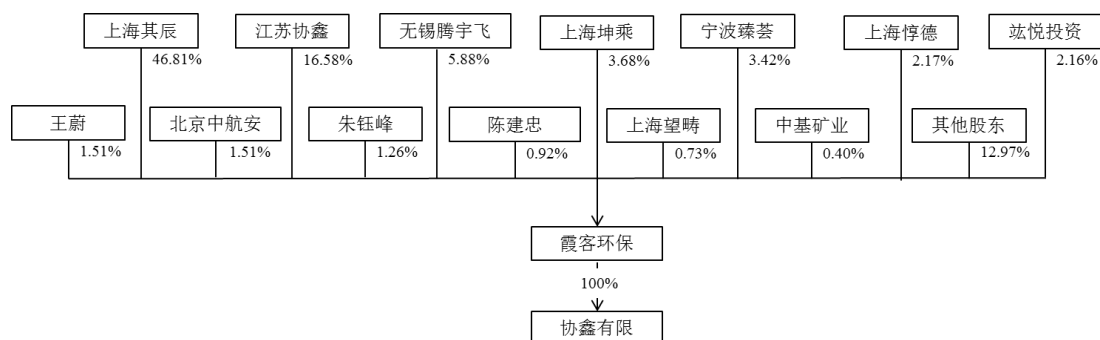 上海其辰 江苏协鑫 无锡腾宇飞 上海坤乘 宁波臻荟 上海惇德 竑悦投资
46.81% 16.58% 5.88% 3.68% 3.42% 2.17% 2.16%
王蔚 北京中航安 朱钰峰 陈建忠 上海望畴 中基矿业 其他股东
1.51% 1.51% 1.26% 0.92% 0.73% 0.40% 12.97%
霞客环保
100%
协鑫有限